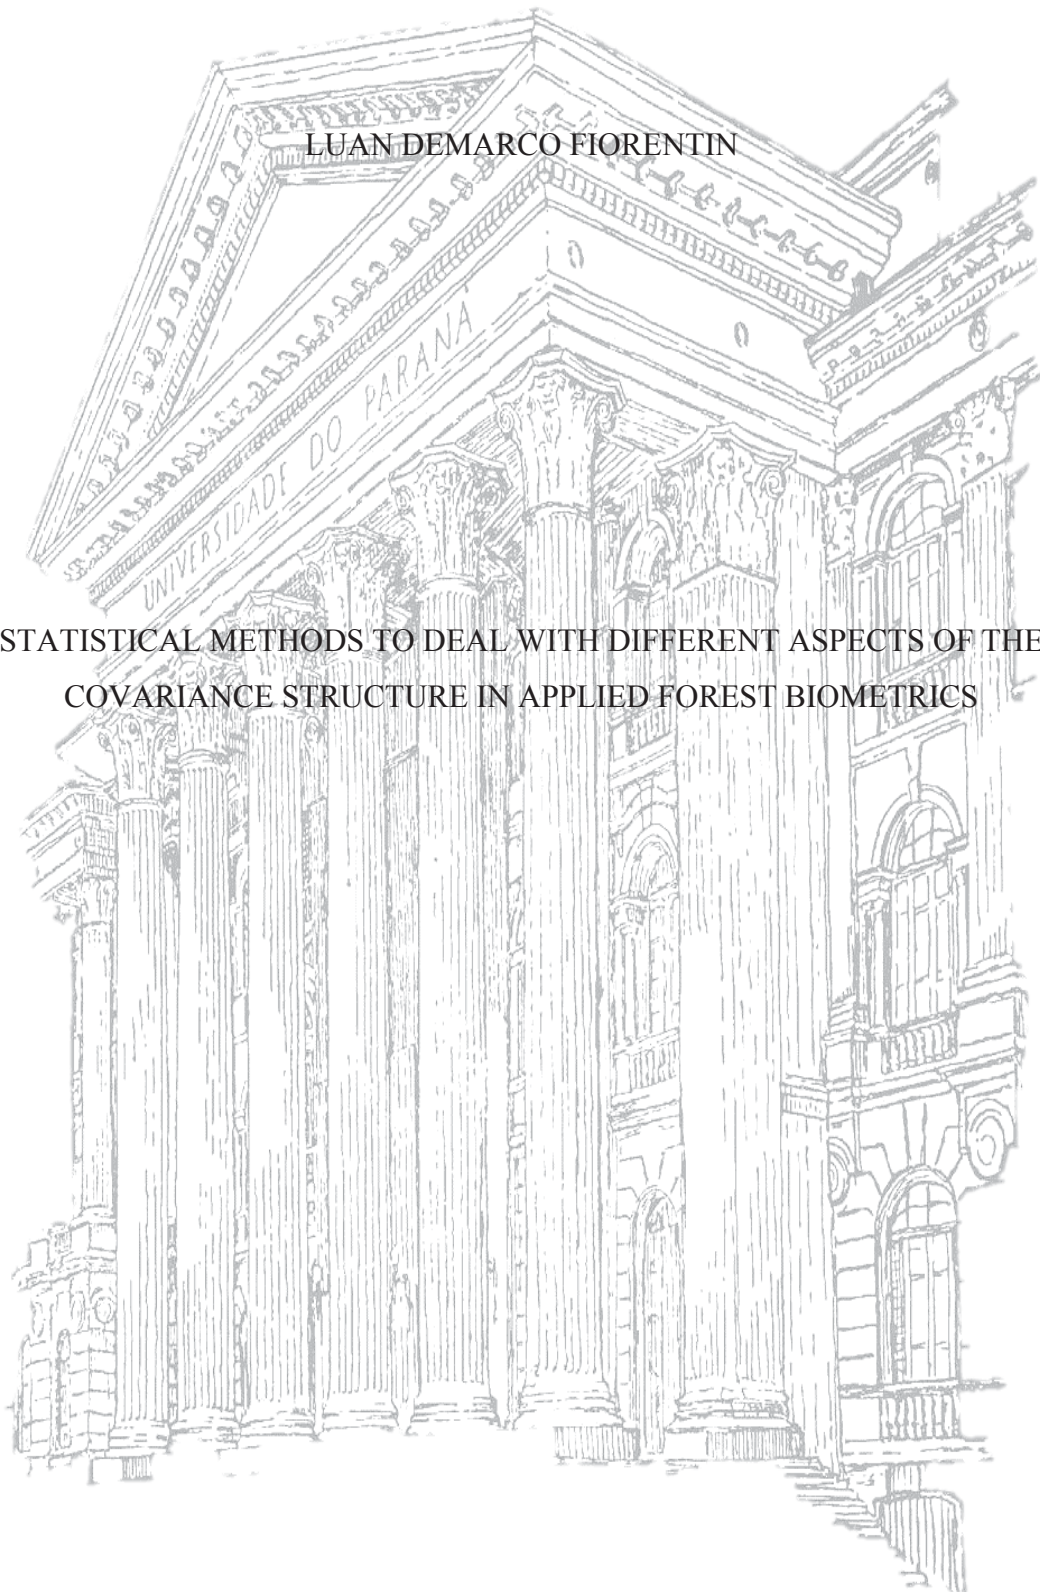 LUAN DEMARCO FIORENTIN
UNIVERSIDADE DO PARANÁ
STATISTICAL METHODS TO DEAL WITH DIFFERENT ASPECTS OF THE
COVARIANCE STRUCTURE IN APPLIED FOREST BIOMETRICS